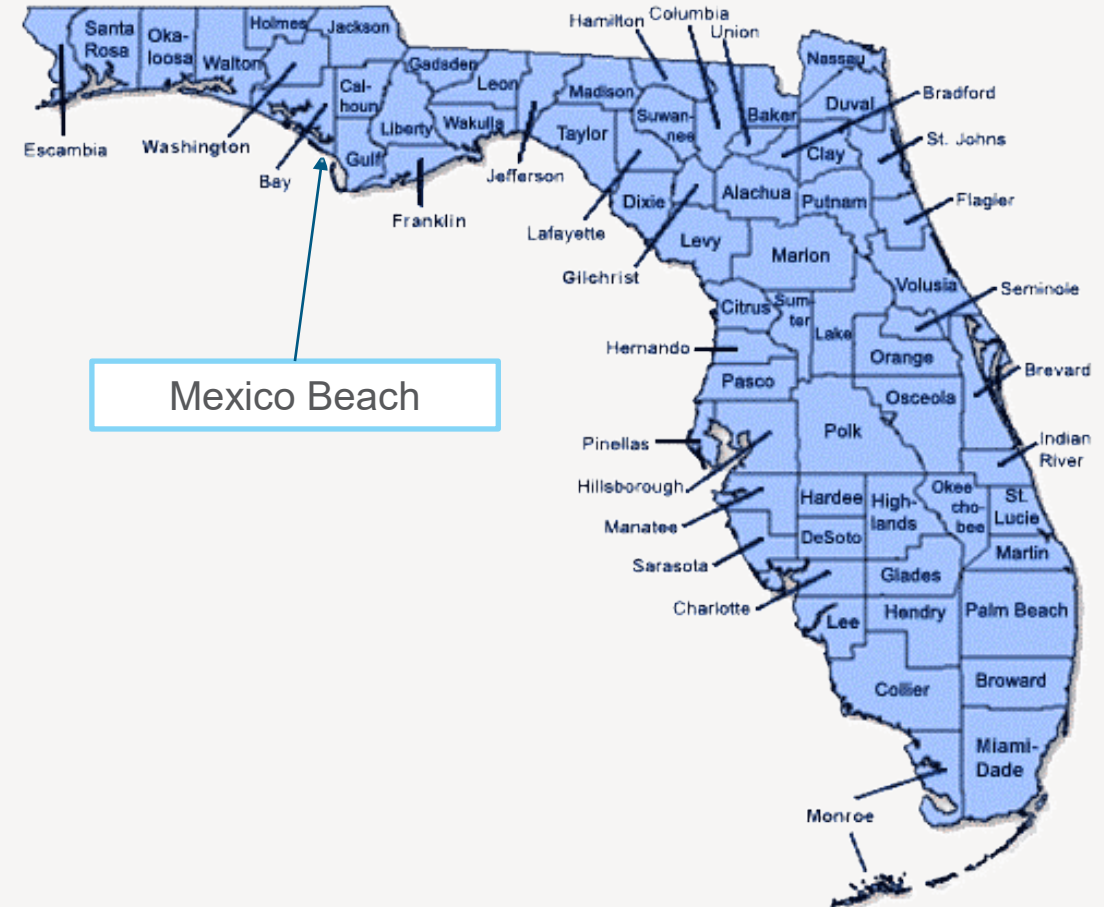 Hamilton
Columbia
Union
Santa
Rosa
Oka-
loosa
Holmes
Jackson
Walton
Nassau
Gadsden
Leon
Madison
Cal-
houn
Liberty
Wakulla
Taylor
Suwan-
nee
Baker
Duval
Bradford
Escambia
Washington
Bay
Gulf
Franklin
Jefferson
Lafayette
Dixie
Gilchrist
Alachua
Clay
Putnam
St. Johns
Flagler
Levy
Marion
Volusia
Seminole
Citrus
Sum-
ter
Lake
Hernando
Orange
Brevard
Mexico Beach
Pasco
Osceola
Pinellas
Polk
Indian
River
Hillsborough
Hardee
High-
lands
Okee
cho-
bee
St.
Lucie
Manatee
DeSoto
Sarasota
Martin
Glades
Charlotte
Lee
Hendry
Palm Beach
Collier
Broward
Miami-
Dade
Monroe